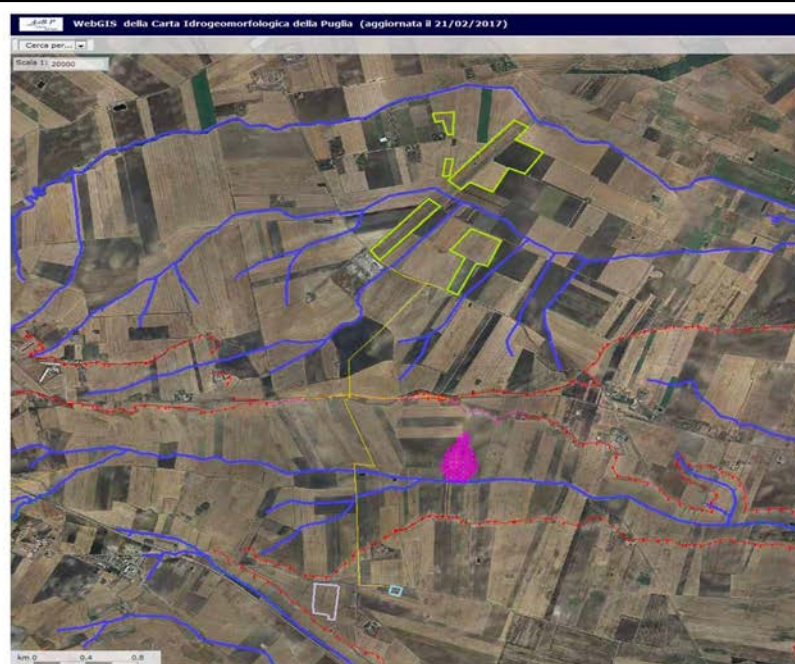 AdB P
WebGIS della Carta Idrogeomorfologica della Puglia (aggiornata il 21/02/2017)
Cerca per...
Scala 1: 20000
km 0 0.4 0.8